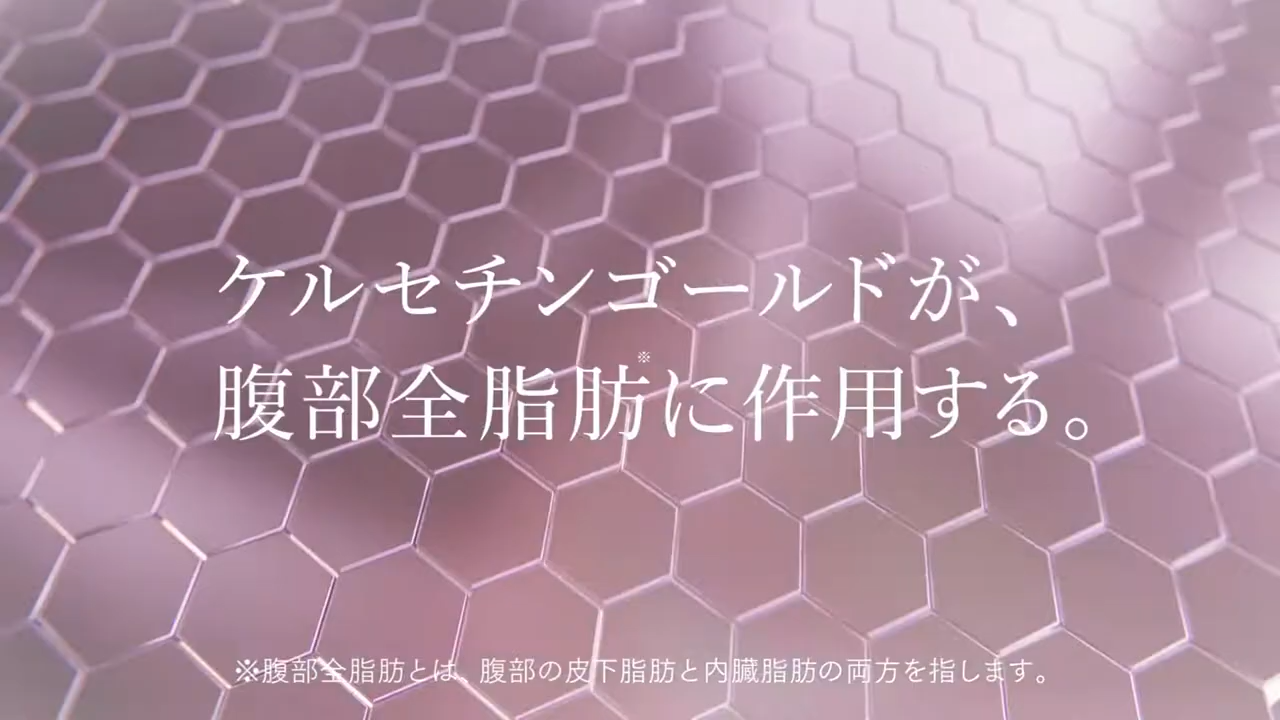 ケルセチンゴールドが、
腹部全脂肪※に作用する。
※腹部全脂肪とは、腹部の皮下脂肪と内臓脂肪の両方を指します。